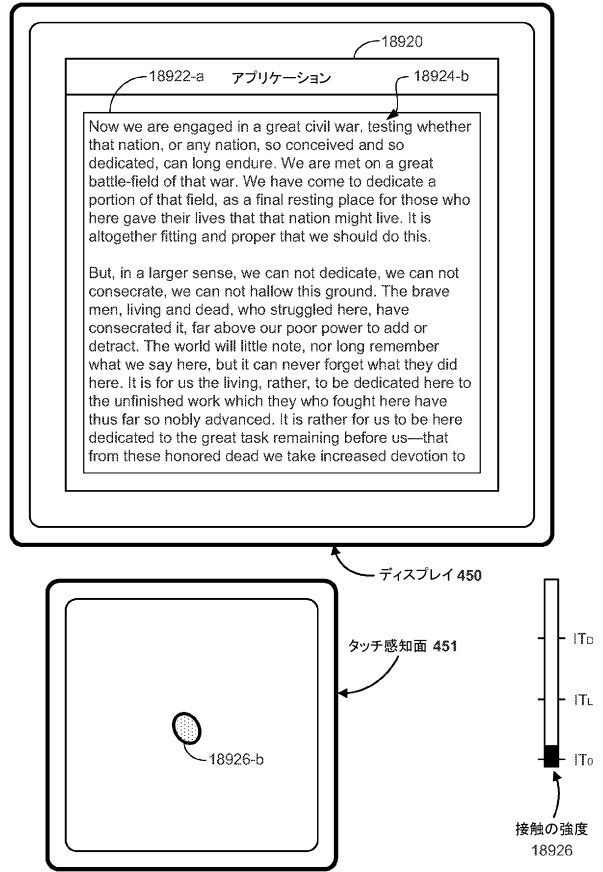 18920
18922-a アプリケーション 18924-b
Now we are engaged in a great civil war, testing whether
that nation, or any nation, so conceived and so
dedicated, can long endure. We are met on a great
battle-field of that war. We have come to dedicate a
portion of that field, as a final resting place for those who
here gave their lives that that nation might live. It is
altogether fitting and proper that we should do this.
But, in a larger sense, we can not dedicate, we can not
consecrate, we can not hallow this ground. The brave
men, living and dead, who struggled here, have
consecrated it, far above our poor power to add or
detract. The world will little note, nor long remember
what we say here, but it can never forget what they did
here. It is for us the living, rather, to be dedicated here to
the unfinished work which they who fought here have
thus far so nobly advanced. It is rather for us to be here
dedicated to the great task remaining before us—that
from these honored dead we take increased devotion to
ディスプレイ 450
タッチ感知面 451
18926-b
ITD
ITL
IT0
接触の強度
18926